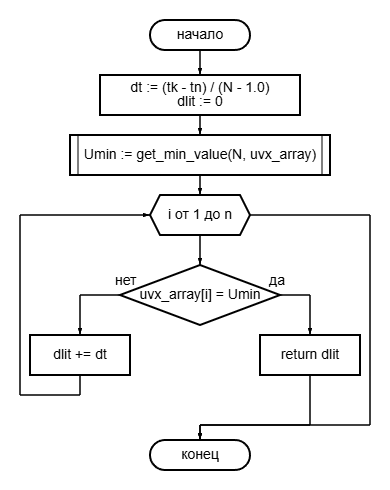 начало
dt := (tk - tn) / (N - 1.0)
dlit := 0
Umin := get_min_value(N, uvx_array)
i от 1 до n
нет
да
uvx_array[i] = Umin
dlit += dt
return dlit
конец